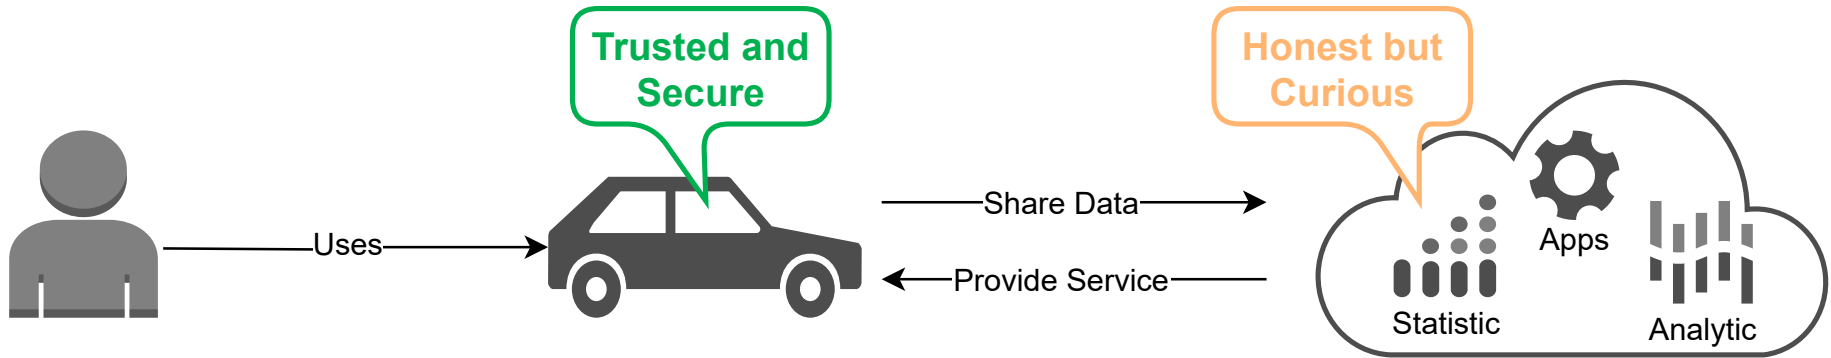 Trusted and
Secure
Honest but
Curious
Uses
Share Data
Provide Service
Apps
Statistic
Analytic